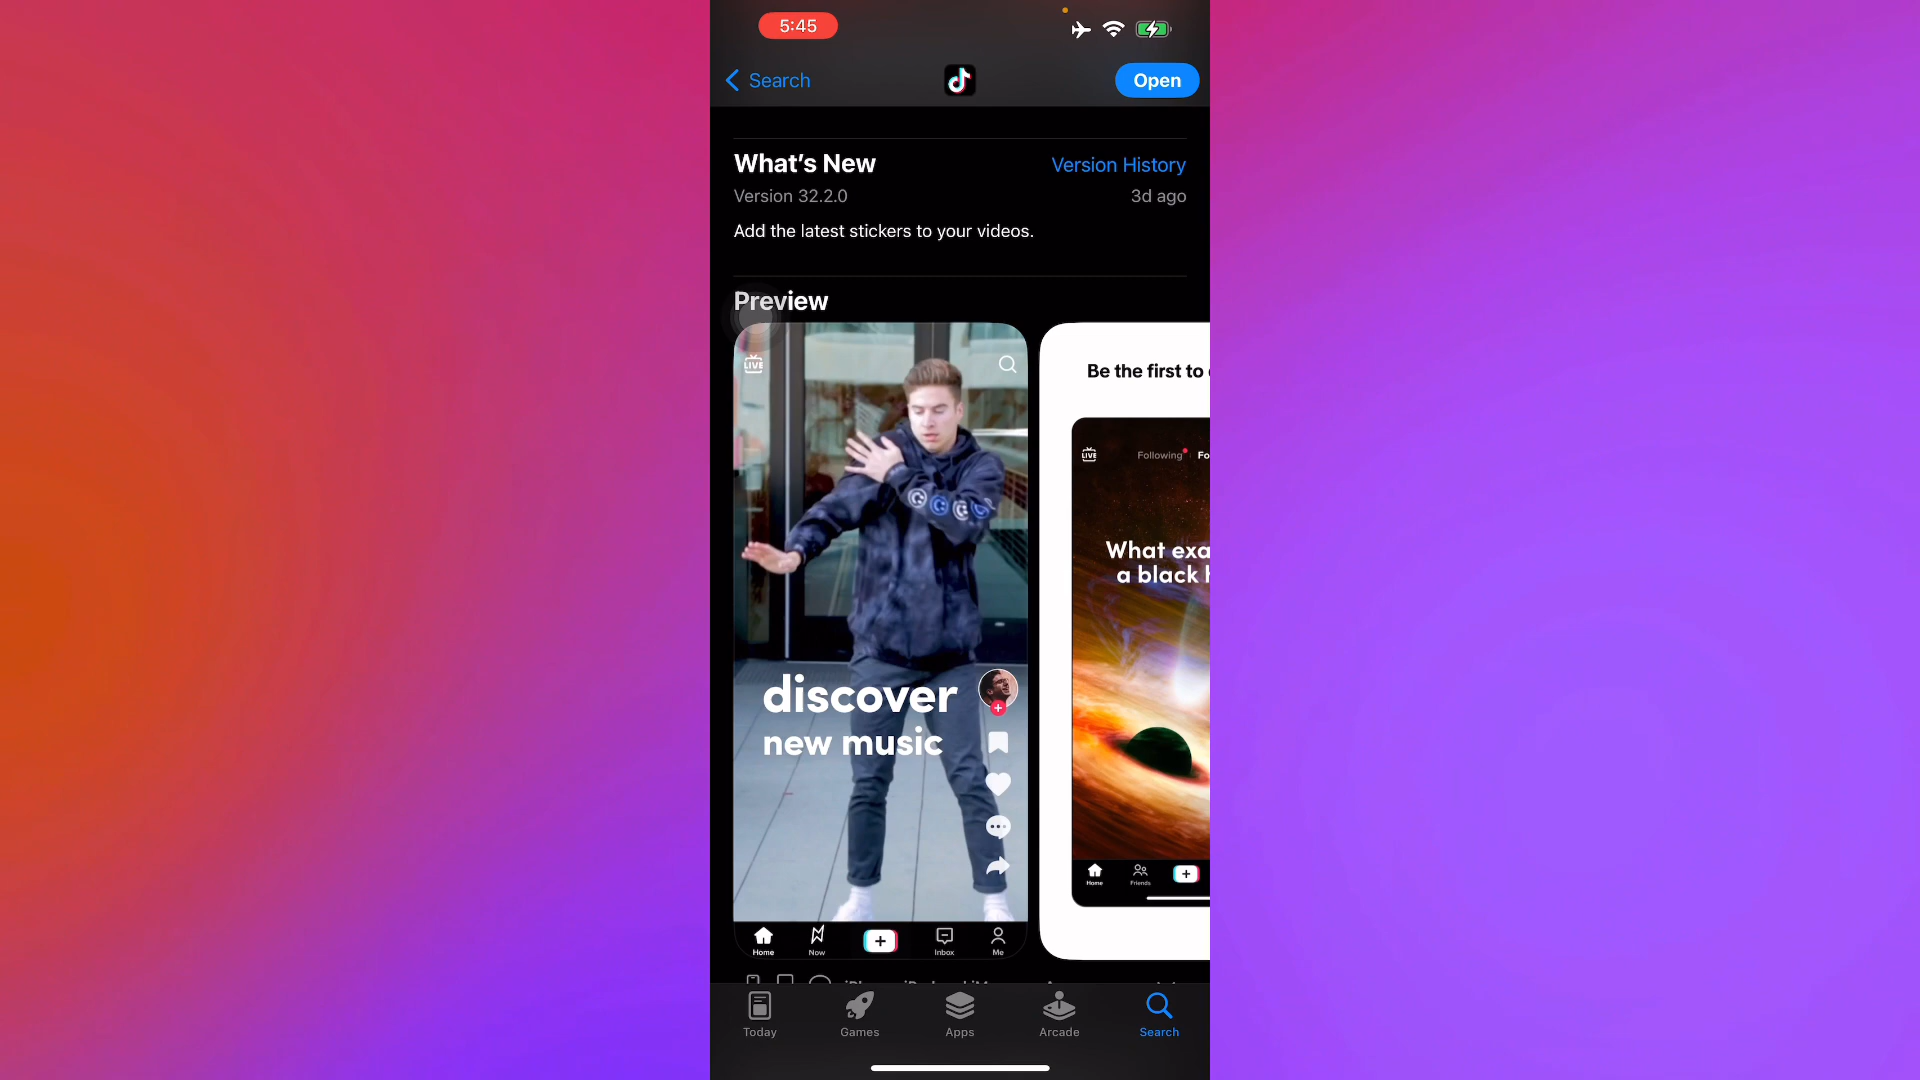 5:45
Search
Open
What's New
Version History
Version 32.2.0
3d ago
Add the latest stickers to your videos.
Preview
LIVE
discover
new music
Home
Now
Inbox
Me
Be the first to
LIVE
Following
Fo
What exa
a black
Home
Friends
Today
Games
Apps
Arcade
Search